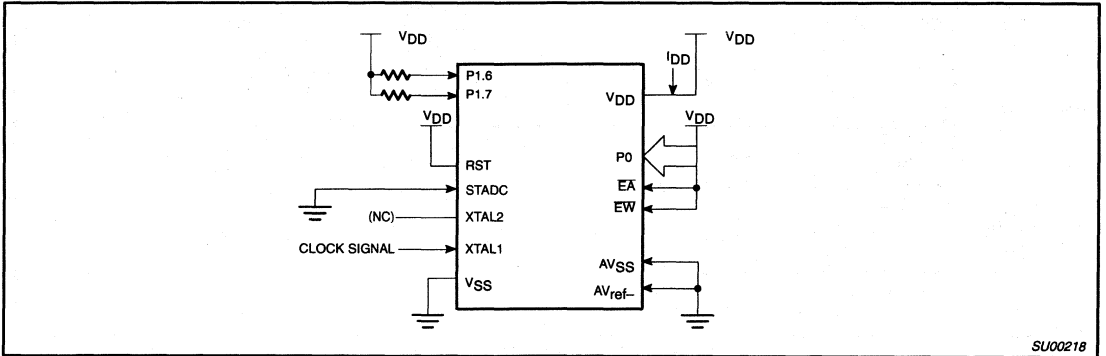 VDD
P1.6
P1.7
VDD
RST
STADC
(NC)
XTAL2
CLOCK SIGNAL
XTAL1
VSS
VDD
IDD
VDD
VDD
P0
EA
EW
AVSS
AVref–
SU00218